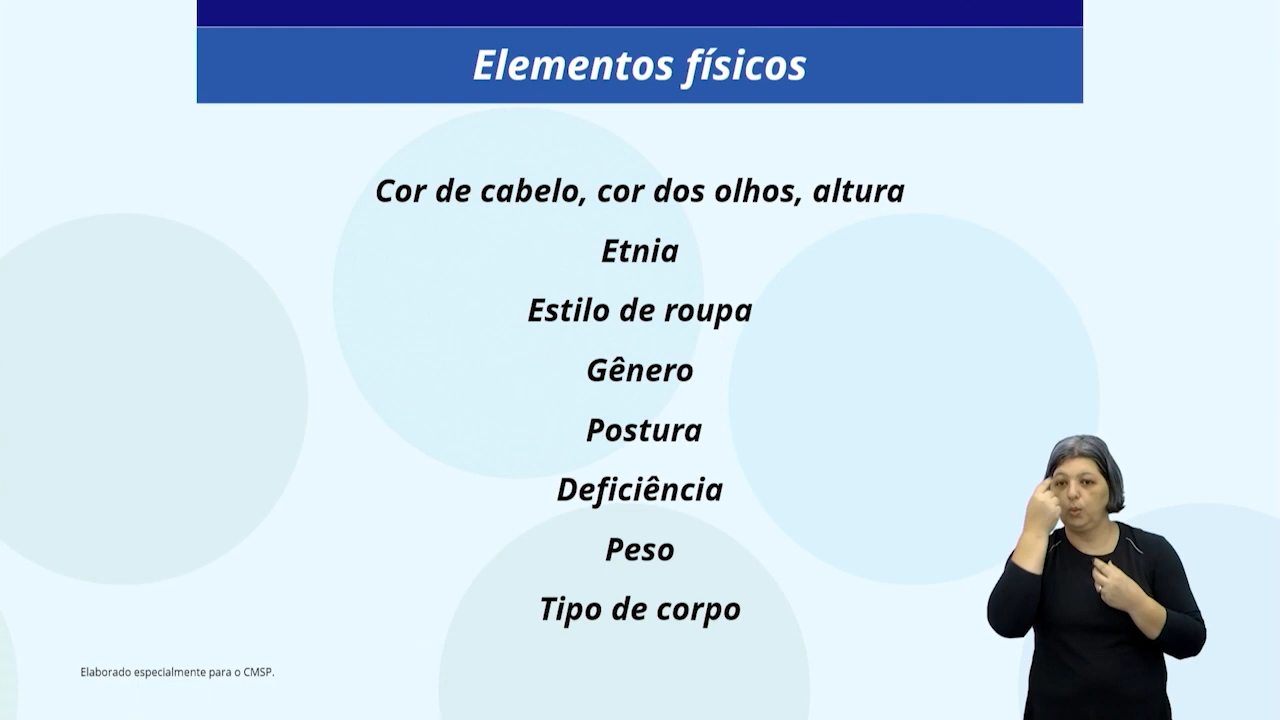 Elementos físicos
Cor de cabelo, cor dos olhos, altura
Etnia
Estilo de roupa
Gênero
Postura
Deficiência
Peso
Tipo de corpo
Elaborado especialmente para o CMSP.